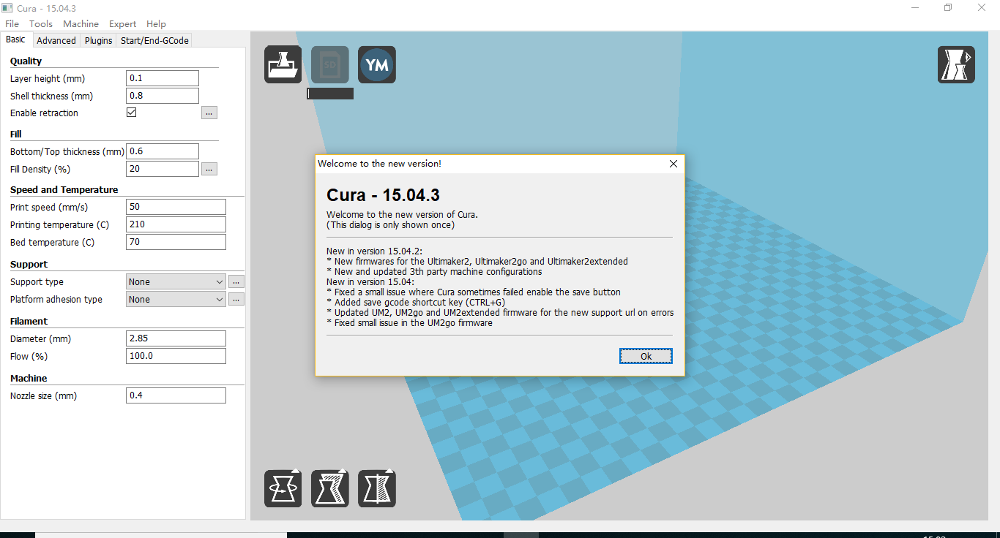 Cura - 15.04.3
File Tools Machine Expert Help
Basic Advanced Plugins Start/End-GCode
Quality
Layer height (mm) 0.1
Shell thickness (mm) 0.8
Enable retraction ...
Fill
Bottom/Top thickness (mm) 0.6
Fill Density (%) 20 ...
Speed and Temperature
Print speed (mm/s) 50
Printing temperature (C) 210
Bed temperature (C) 70
Support
Support type None ...
Platform adhesion type None ...
Filament
Diameter (mm) 2.85
Flow (%) 100.0
Machine
Nozzle size (mm) 0.4
SD YM
Welcome to the new version!
Cura - 15.04.3
Welcome to the new version of Cura.
(This dialog is only shown once)
New in version 15.04.2:
* New firmwares for the Ultimaker2, Ultimaker2go and Ultimaker2extended
* New and updated 3th party machine configurations
New in version 15.04:
* Fixed a small issue where Cura sometimes failed enable the save button
* Added save gcode shortcut key (CTRL+G)
* Updated UM2, UM2go and UM2extended firmware for the new support url on errors
* Fixed small issue in the UM2go firmware
Ok